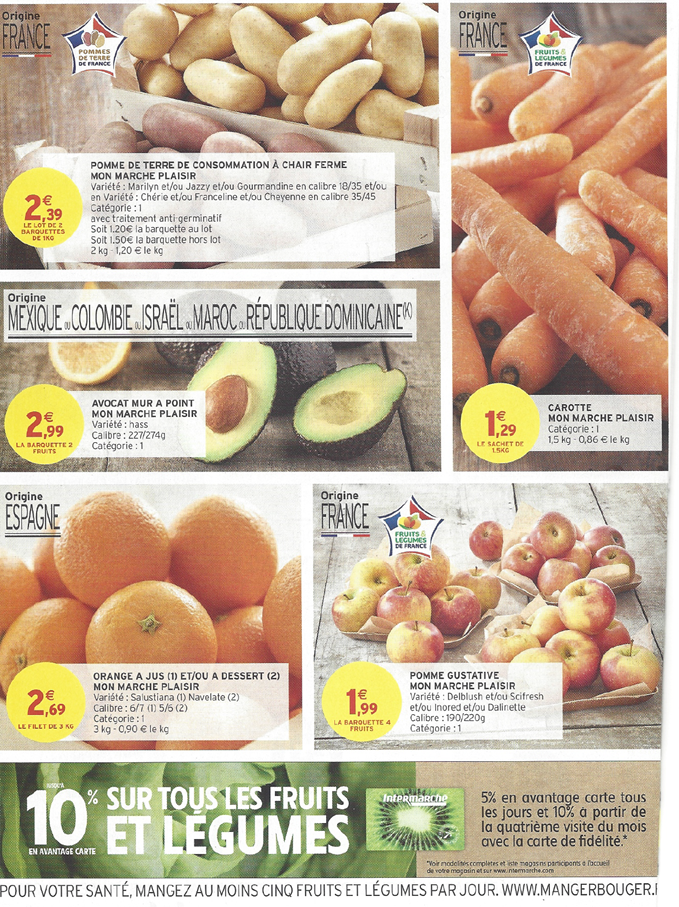 Origine
FRANCE
POMMES
DE TERRE
DE FRANCE
POMME DE TERRE DE CONSOMMATION À CHAIR FERME
MON MARCHE PLAISIR
Variété : Marilyn et/ou Jazzy et/ou Gourmandine en calibre 18/35 et/ou
en Variété : Chérie et/ou Franceline et/ou Cheyenne en calibre 35/45
Catégorie : 1
avec traitement anti-germinatif
Soit 1.20€ la barquette au lot
Soit 1.50€ la barquette hors lot
2 kg - 1,20 € le kg
2€,39
LE LOT DE 2
BARQUETTES
DE 1KG
Origine
FRANCE
FRUITS &
LÉGUMES
DE FRANCE
CAROTTE
MON MARCHE PLAISIR
Catégorie : 1
1,5 kg - 0,86 € le kg
1€,29
LE SACHET DE
1.5KG
Origine
MEXIQUE OU COLOMBIE OU ISRAËL OU MAROC OU RÉPUBLIQUE DOMINICAINE(K)
AVOCAT MUR A POINT
MON MARCHE PLAISIR
Variété : hass
Calibre : 227/274g
Catégorie : 1
2€,99
LA BARQUETTE 2
FRUITS
Origine
ESPAGNE
ORANGE A JUS (1) ET/OU A DESSERT (2)
MON MARCHE PLAISIR
Variété : Salustiana (1) Navelate (2)
Calibre : 6/7 (1) 5/6 (2)
Catégorie : 1
3 kg - 0,90 € le kg
2€,69
LE FILET DE 3 KG
Origine
FRANCE
FRUITS &
LÉGUMES
DE FRANCE
POMME GUSTATIVE
MON MARCHE PLAISIR
Variété : Delblush et/ou Scifresh
et/ou Inored et/ou Dalinette
Calibre : 190/220g
Catégorie : 1
1€,99
LA BARQUETTE 4
FRUITS
JUSQU'À
10%
EN AVANTAGE CARTE
SUR TOUS LES FRUITS
ET LÉGUMES
Intermarché
5% en avantage carte tous
les jours et 10% à partir de
la quatrième visite du mois
avec la carte de fidélité.*
*Voir modalités complètes et liste magasins participants à l'accueil
de votre magasin et sur www.intermarche.com
POUR VOTRE SANTÉ, MANGEZ AU MOINS CINQ FRUITS ET LÉGUMES PAR JOUR. WWW.MANGERBOUGER.F